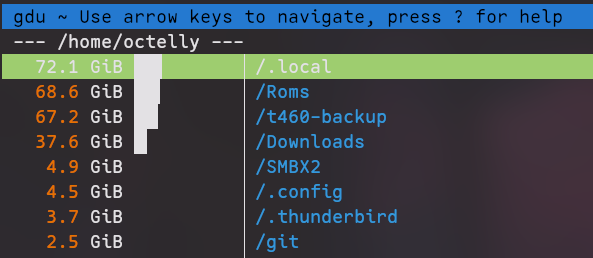 gdu ~ Use arrow keys to navigate, press ? for help
--- /home/octelly ---
72.1 GiB /.local
68.6 GiB /Roms
67.2 GiB /t460-backup
37.6 GiB /Downloads
4.9 GiB /SMBX2
4.5 GiB /.config
3.7 GiB /.thunderbird
2.5 GiB /git